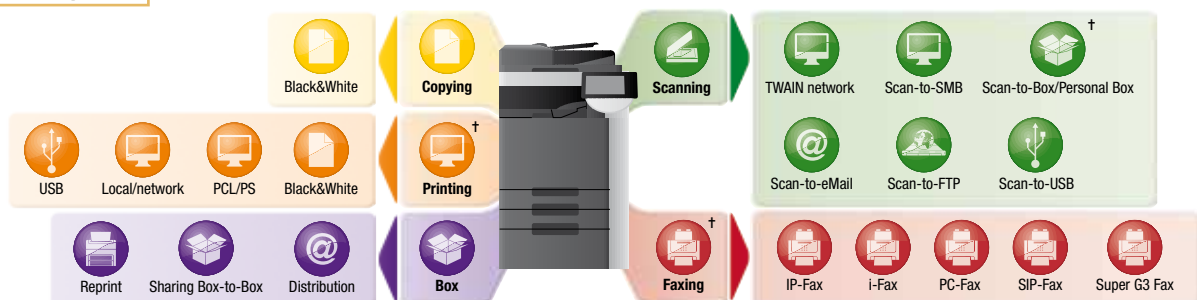 Black&White
Copying
Scanning
†
TWAIN network
Scan-to-SMB
Scan-to-Box/Personal Box
USB
Local/network
PCL/PS
Black&White
†
Printing
@
Scan-to-eMail
Scan-to-FTP
Scan-to-USB
Reprint
Sharing Box-to-Box
@
Distribution
Box
†
Faxing
IP-Fax
i-Fax
PC-Fax
SIP-Fax
Super G3 Fax